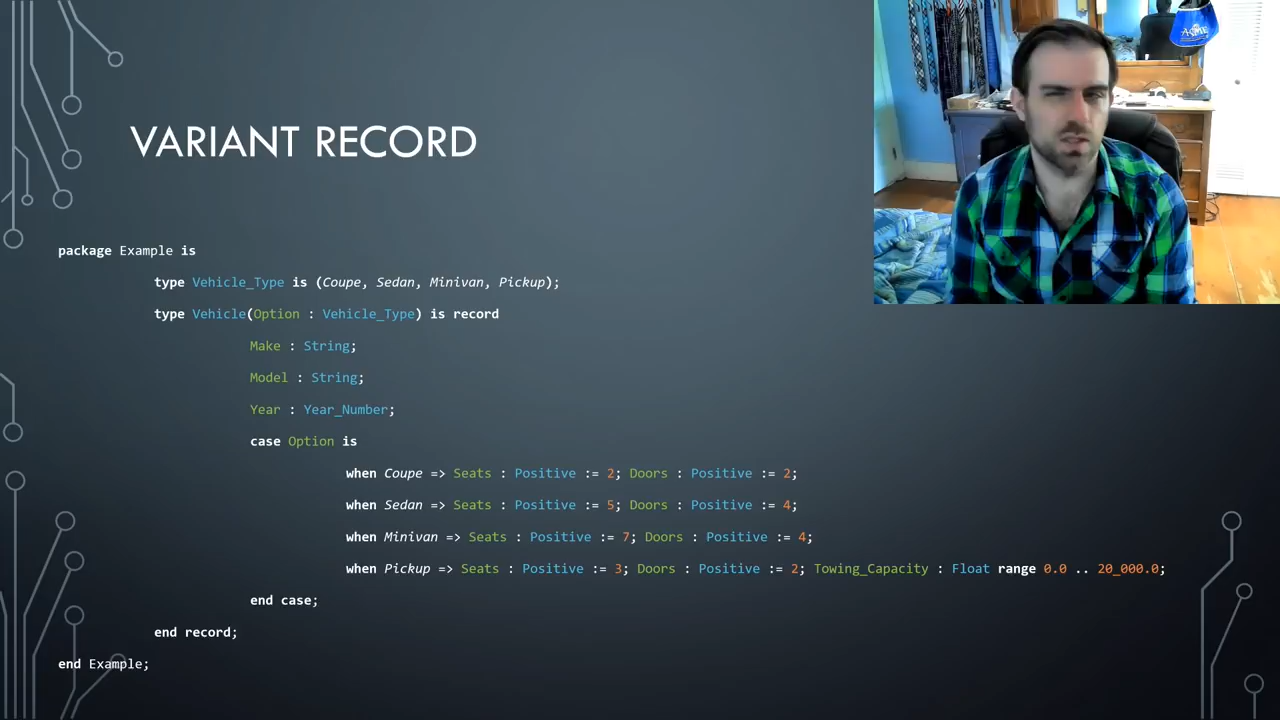 VARIANT RECORD
ACME
package Example is
type Vehicle_Type is (Coupe, Sedan, Minivan, Pickup);
type Vehicle(Option : Vehicle_Type) is record
Make : String;
Model : String;
Year : Year_Number;
case Option is
when Coupe => Seats : Positive := 2; Doors : Positive := 2;
when Sedan => Seats : Positive := 5; Doors : Positive := 4;
when Minivan => Seats : Positive := 7; Doors : Positive := 4;
when Pickup => Seats : Positive := 3; Doors : Positive := 2; Towing_Capacity : Float range 0.0 .. 20_000.0;
end case;
end record;
end Example;